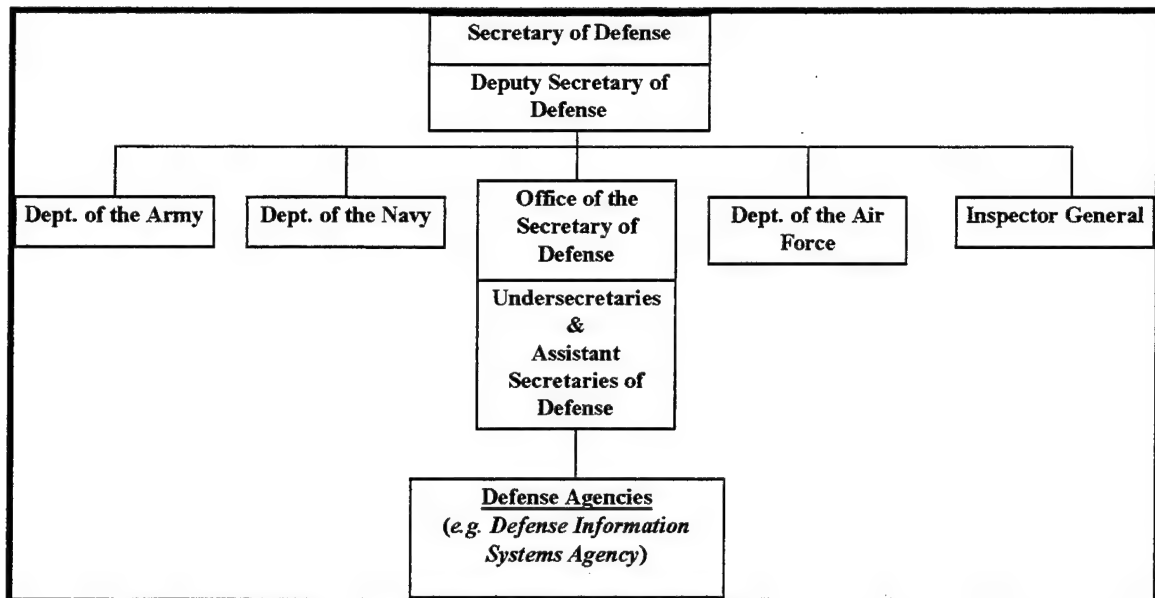 Secretary of Defense
Deputy Secretary of
Defense
Dept. of the Army
Dept. of the Navy
Office of the
Secretary of
Defense
Undersecretaries
&
Assistant
Secretaries of
Defense
Dept. of the Air
Force
Inspector General
Defense Agencies
(e.g. Defense Information
Systems Agency)